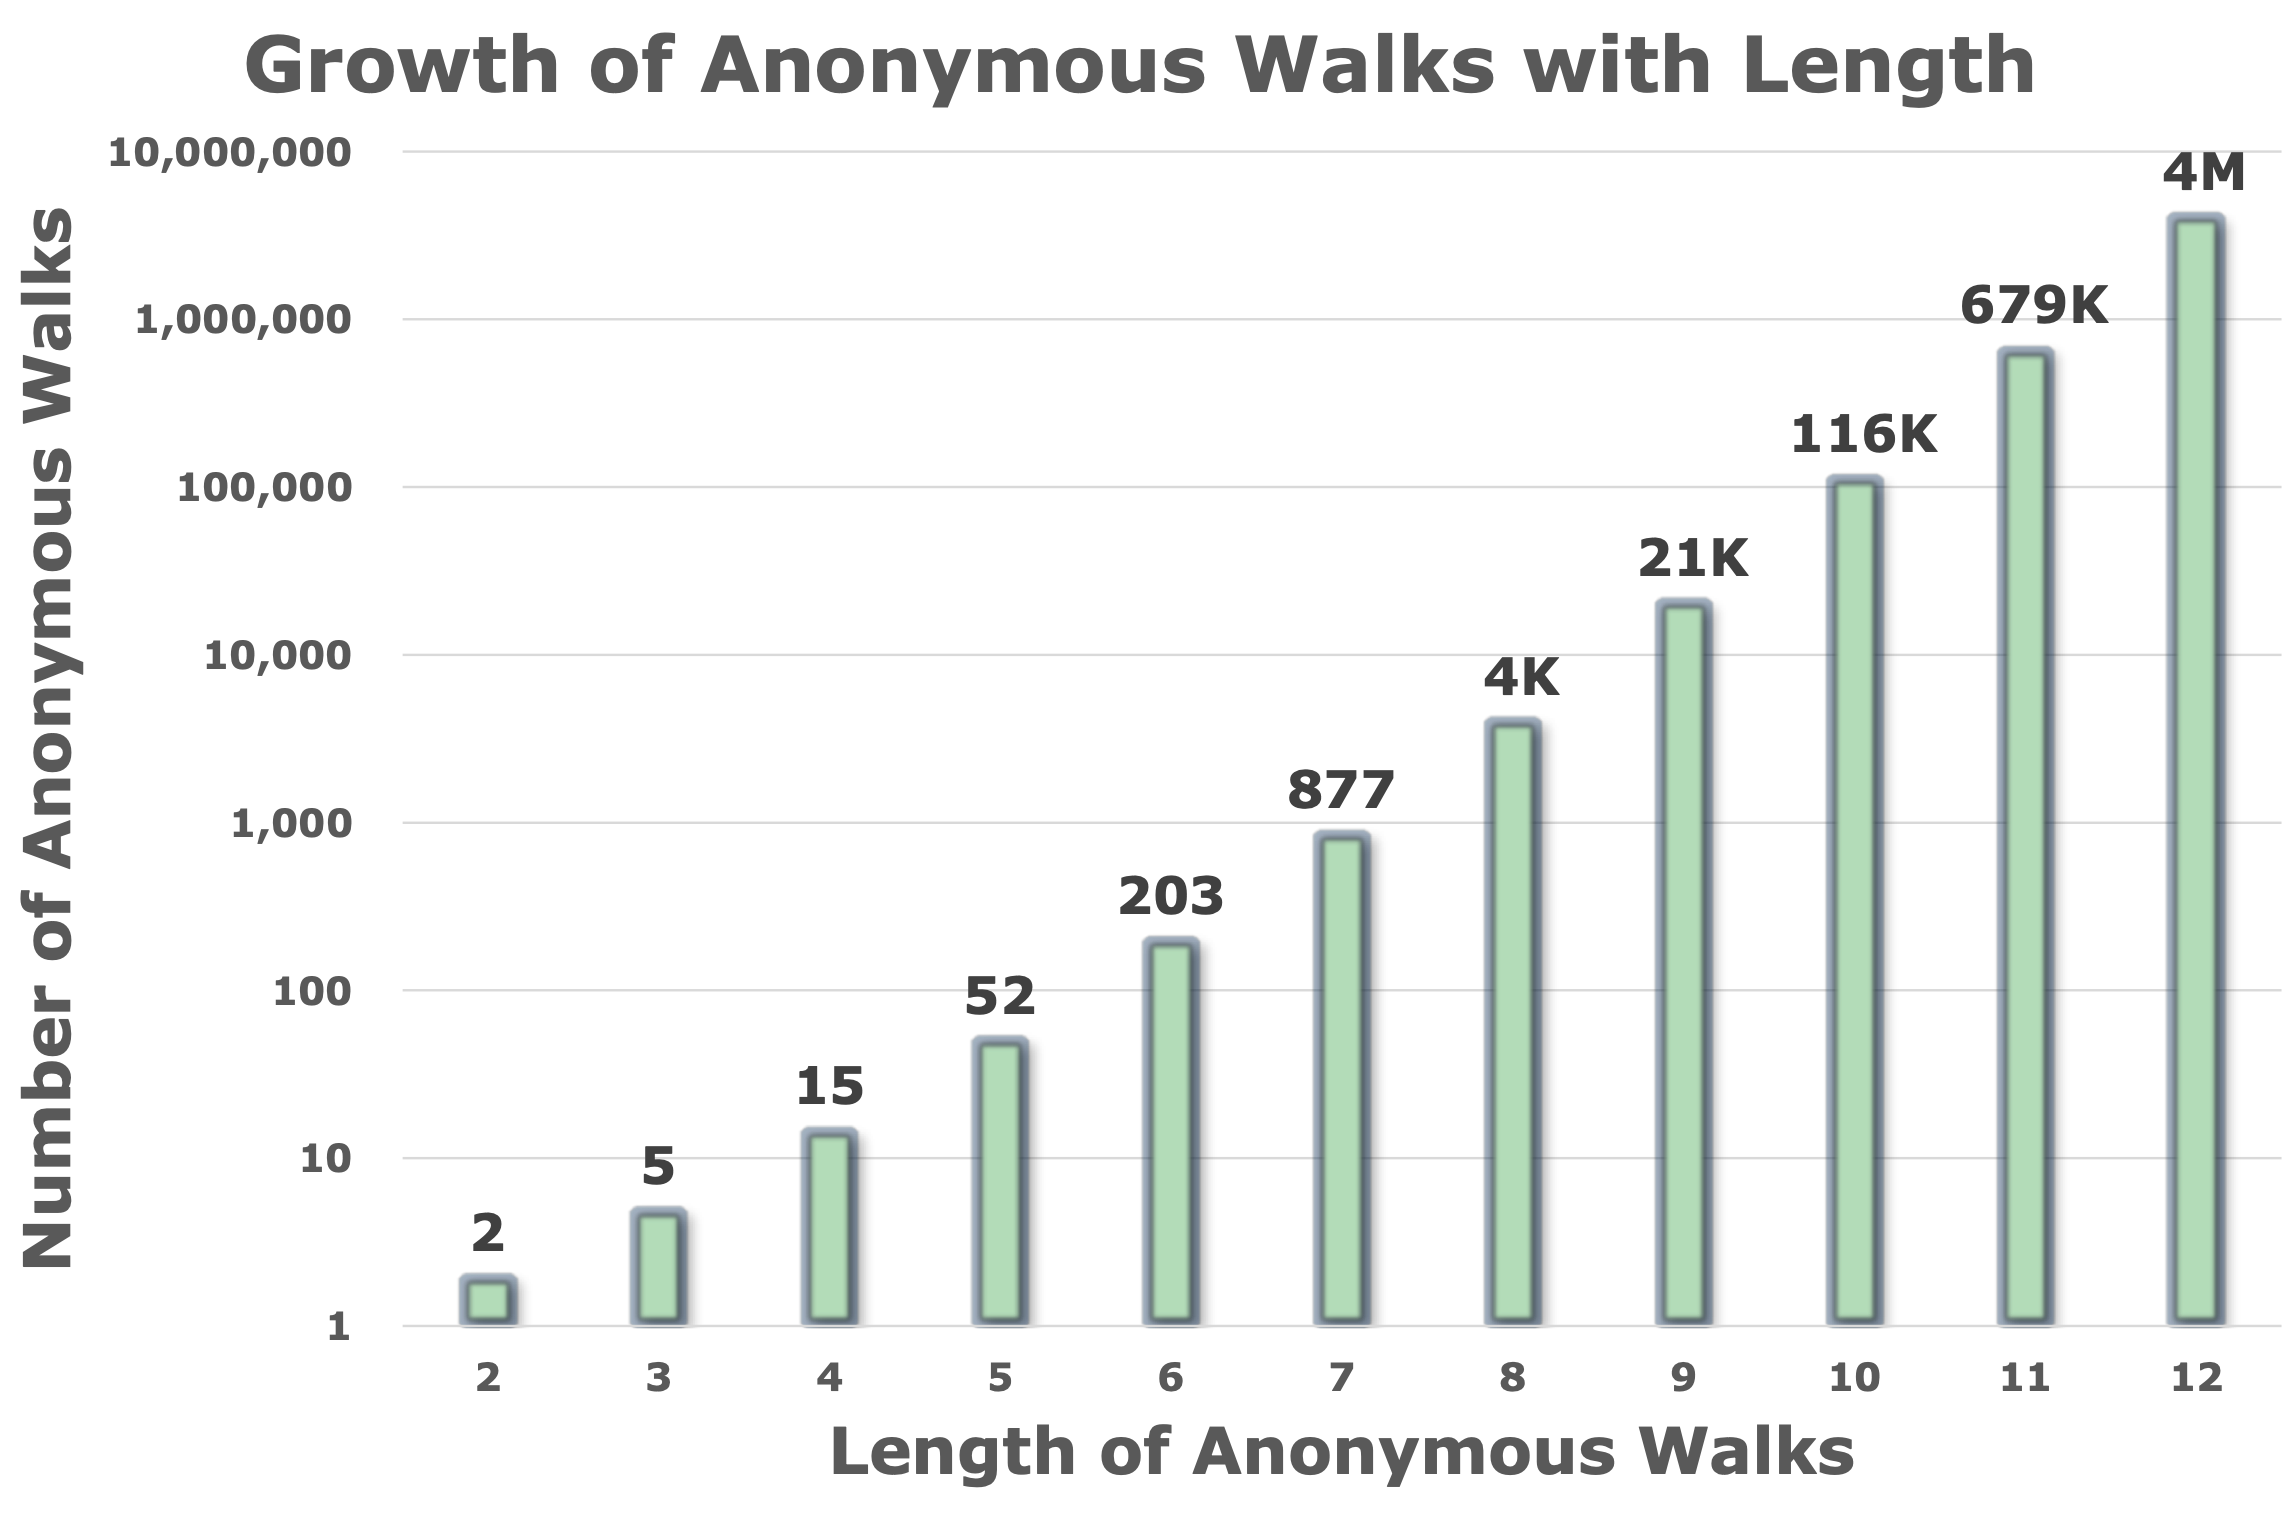 Growth of Anonymous Walks with Length
Number of Anonymous Walks
10,000,000
1,000,000
100,000
10,000
1,000
100
10
1
2
5
15
52
203
877
4K
21K
116K
679K
4M
2 3 4 5 6 7 8 9 10 11 12
Length of Anonymous Walks